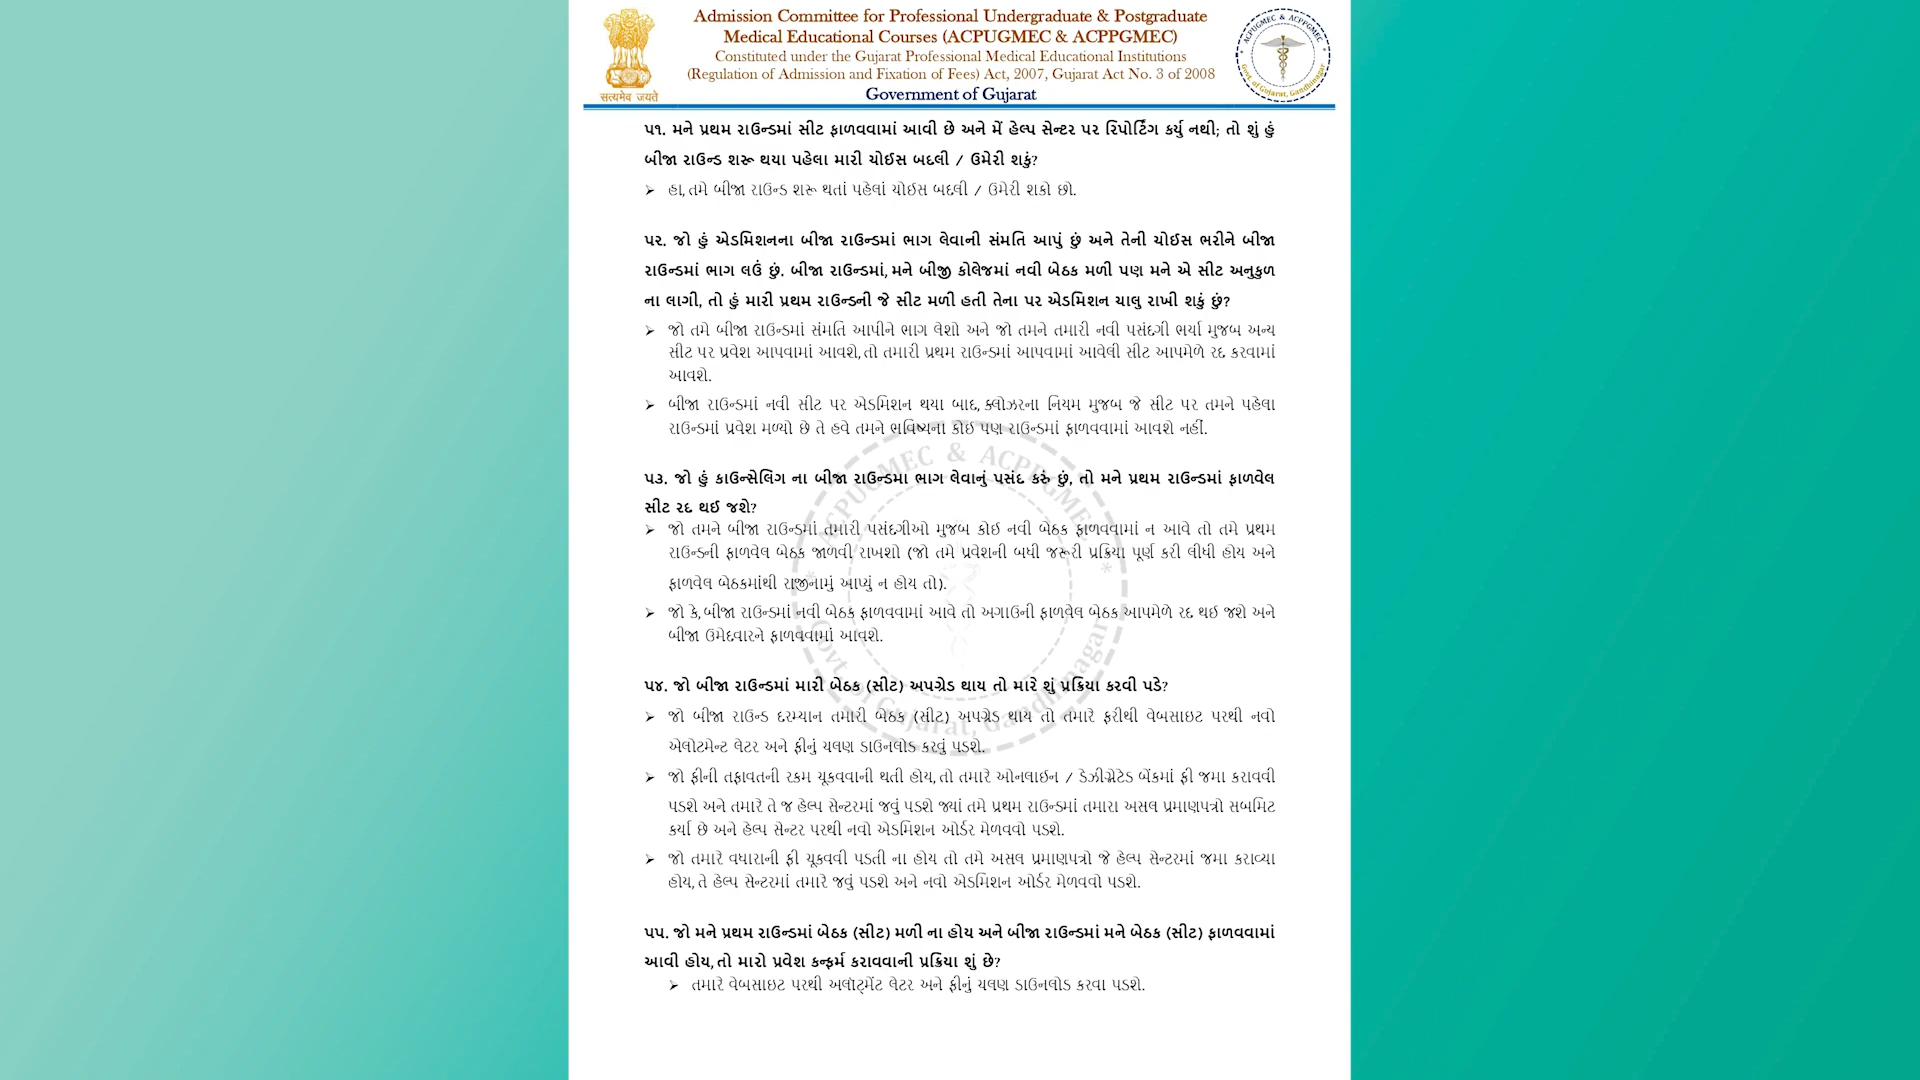 Admission Committee for Professional Undergraduate & Postgraduate
Medical Educational Courses (ACPUGMEC & ACPPGMEC)
Constituted under the Gujarat Professional Medical Educational Institutions
(Regulation of Admission and Fixation of Fees) Act, 2007, Gujarat Act No. 3 of 2008
Government of Gujarat
सत्यमेव जयते
ACPUGMEC & ACPPGMEC
Govt. of Gujarat, Gandhinagar
૫૧. મને પ્રથમ રાઉન્ડમાં સીટ ફાળવવામાં આવી છે અને મેં હેલ્પ સેન્ટર પર રિપોર્ટિંગ કર્યુ નથી; તો શું હું
બીજા રાઉન્ડ શરૂ થયા પહેલા મારી ચોઈસ બદલી / ઉમેરી શકું?
➢ હા, તમે બીજા રાઉન્ડ શરૂ થતાં પહેલાં ચોઈસ બદલી / ઉમેરી શકો છો.
૫૨. જો હું એડમિશનના બીજા રાઉન્ડમાં ભાગ લેવાની સંમતિ આપું છું અને તેની ચોઈસ ભરીને બીજા
રાઉન્ડમાં ભાગ લઉં છું. બીજા રાઉન્ડમાં, મને બીજી કોલેજમાં નવી બેઠક મળી પણ મને એ સીટ અનુકુળ
ના લાગી, તો હું મારી પ્રથમ રાઉન્ડની જે સીટ મળી હતી તેના પર એડમિશન ચાલુ રાખી શકું છું?
➢ જો તમે બીજા રાઉન્ડમાં સંમતિ આપીને ભાગ લેશો અને જો તમને તમારી નવી પસંદગી ભર્યા મુજબ અન્ય
સીટ પર પ્રવેશ આપવામાં આવશે, તો તમારી પ્રથમ રાઉન્ડમાં આપવામાં આવેલી સીટ આપમેળે રદ કરવામાં
આવશે.
➢ બીજા રાઉન્ડમાં નવી સીટ પર એડમિશન થયા બાદ, ક્લોઝરના નિયમ મુજબ જે સીટ પર તમને પહેલા
રાઉન્ડમાં પ્રવેશ મળ્યો છે તે હવે તમને ભવિષ્યના કોઈ પણ રાઉન્ડમાં ફાળવવામાં આવશે નહીં.
૫૩. જો હું કાઉન્સેલિંગ ના બીજા રાઉન્ડમા ભાગ લેવાનું પસંદ કરું છું, તો મને પ્રથમ રાઉન્ડમાં ફાળવેલ
સીટ રદ થઈ જશે?
➢ જો તમને બીજા રાઉન્ડમાં તમારી પસંદગીઓ મુજબ કોઈ નવી બેઠક ફાળવવામાં ન આવે તો તમે પ્રથમ
રાઉન્ડની ફાળવેલ બેઠક જાળવી રાખશો (જો તમે પ્રવેશની બધી જરૂરી પ્રક્રિયા પૂર્ણ કરી લીધી હોય અને
ફાળવેલ બેઠકમાંથી રાજીનામું આપ્યું ન હોય તો).
➢ જો કે, બીજા રાઉન્ડમાં નવી બેઠક ફાળવવામાં આવે તો અગાઉની ફાળવેલ બેઠક આપમેળે રદ થઈ જશે અને
બીજા ઉમેદવારને ફાળવવામાં આવશે.
૫૪. જો બીજા રાઉન્ડમાં મારી બેઠક (સીટ) અપગ્રેડ થાય તો મારે શું પ્રક્રિયા કરવી પડે?
➢ જો બીજા રાઉન્ડ દરમ્યાન તમારી બેઠક (સીટ) અપગ્રેડ થાય તો તમારે ફરીથી વેબસાઇટ પરથી નવો
એલોટમેન્ટ લેટર અને ફીનું ચલણ ડાઉનલોડ કરવું પડશે.
➢ જો ફીની તફાવતની રકમ ચૂકવવાની થતી હોય, તો તમારે ઓનલાઈન / ડેઝીગ્નેટેડ બેંકમાં ફી જમા કરાવવી
પડશે અને તમારે તે જ હેલ્પ સેન્ટરમાં જવું પડશે જ્યાં તમે પ્રથમ રાઉન્ડમાં તમારા અસલ પ્રમાણપત્રો સબમિટ
કર્યા છે અને હેલ્પ સેન્ટર પરથી નવો એડમિશન ઓર્ડર મેળવવો પડશે.
➢ જો તમારે વધારાની ફી ચૂકવવી પડતી ના હોય તો તમે અસલ પ્રમાણપત્રો જે હેલ્પ સેન્ટરમાં જમા કરાવ્યા
હોય, તે હેલ્પ સેન્ટરમાં તમારે જવું પડશે અને નવો એડમિશન ઓર્ડર મેળવવો પડશે.
૫૫. જો મને પ્રથમ રાઉન્ડમાં બેઠક (સીટ) મળી ના હોય અને બીજા રાઉન્ડમાં મને બેઠક (સીટ) ફાળવવામાં
આવી હોય, તો મારો પ્રવેશ કન્ફર્મ કરાવવાની પ્રક્રિયા શું છે?
➢ તમારે વેબસાઇટ પરથી અલૉટ્મેંટ લેટર અને ફીનું ચલણ ડાઉનલોડ કરવા પડશે.